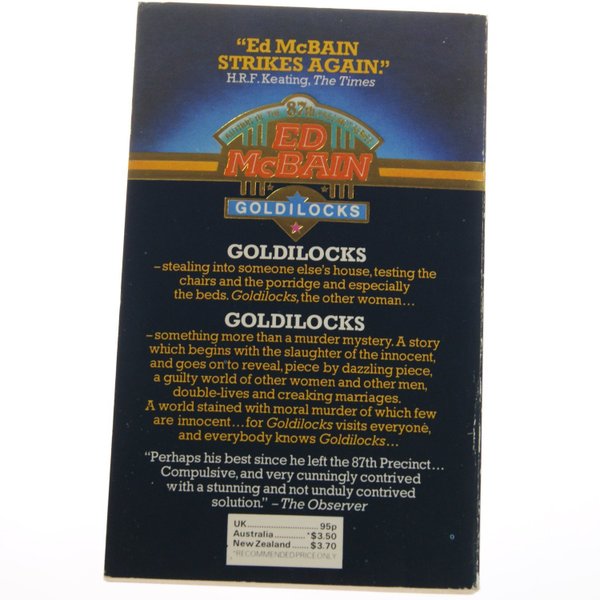 “Ed McBAIN
STRIKES AGAIN.”
H.R.F. Keating, The Times
87th
ED
McBAIN
GOLDILOCKS
GOLDILOCKS
– stealing into someone else’s house, testing the
chairs and the porridge and especially
the beds. Goldilocks, the other woman…
GOLDILOCKS
– something more than a murder mystery. A story
which begins with the slaughter of the innocent,
and goes on to reveal, piece by dazzling piece,
a guilty world of other women and other men,
double-lives and creaking marriages.
A world stained with moral murder of which few
are innocent… for Goldilocks visits everyone,
and everybody knows Goldilocks…
“Perhaps his best since he left the 87th Precinct…
Compulsive, and very cunningly contrived
with a stunning and not unduly contrived
solution.” – The Observer
UK ........................... 95p
Australia ............ *$3.50
New Zealand ...... $3.70
*RECOMMENDED PRICE ONLY